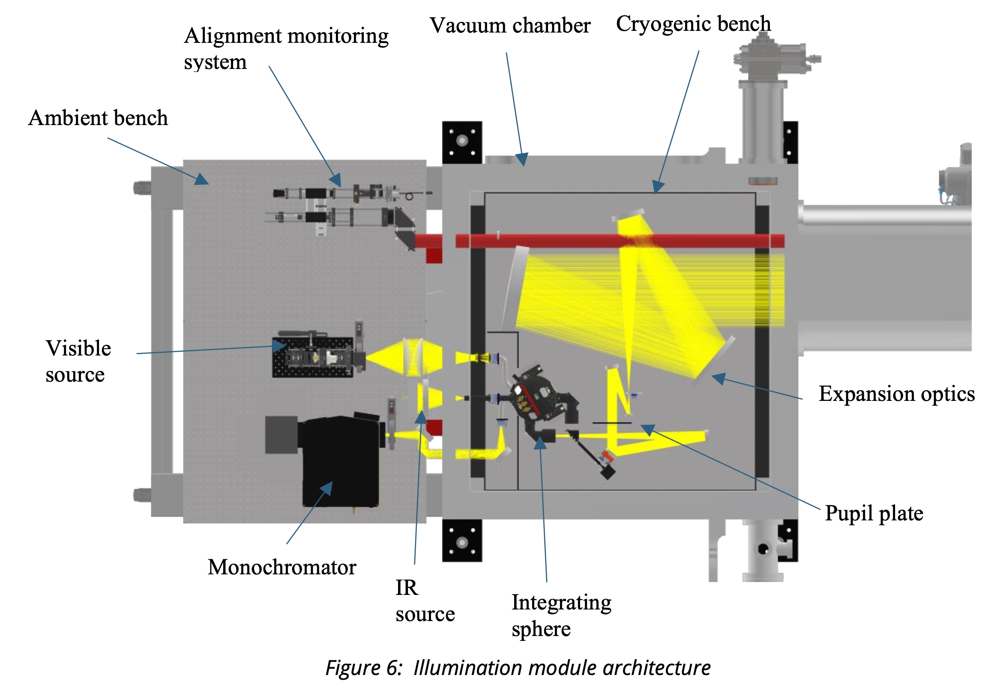 Vacuum chamber
Cryogenic bench
Alignment monitoring
system
Ambient bench
Visible
source
Expansion optics
Pupil plate
Monochromator
IR
source
Integrating
sphere
Figure 6: Illumination module architecture